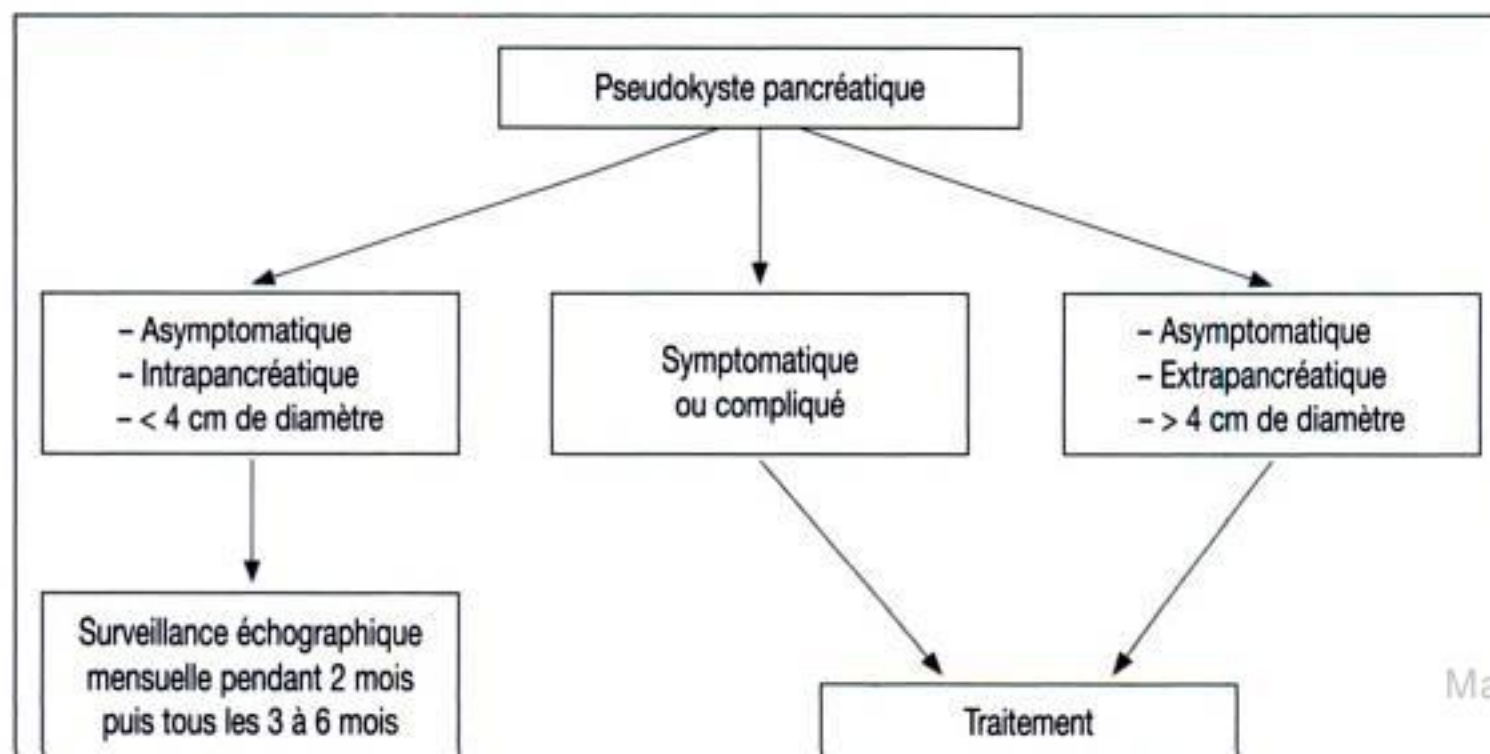 Pseudokyste pancréatique
– Asymptomatique
– Intrapancréatique
– < 4 cm de diamètre
Symptomatique
ou compliqué
– Asymptomatique
– Extrapancréatique
– > 4 cm de diamètre
Surveillance échographique
mensuelle pendant 2 mois
puis tous les 3 à 6 mois
Traitement
Ma